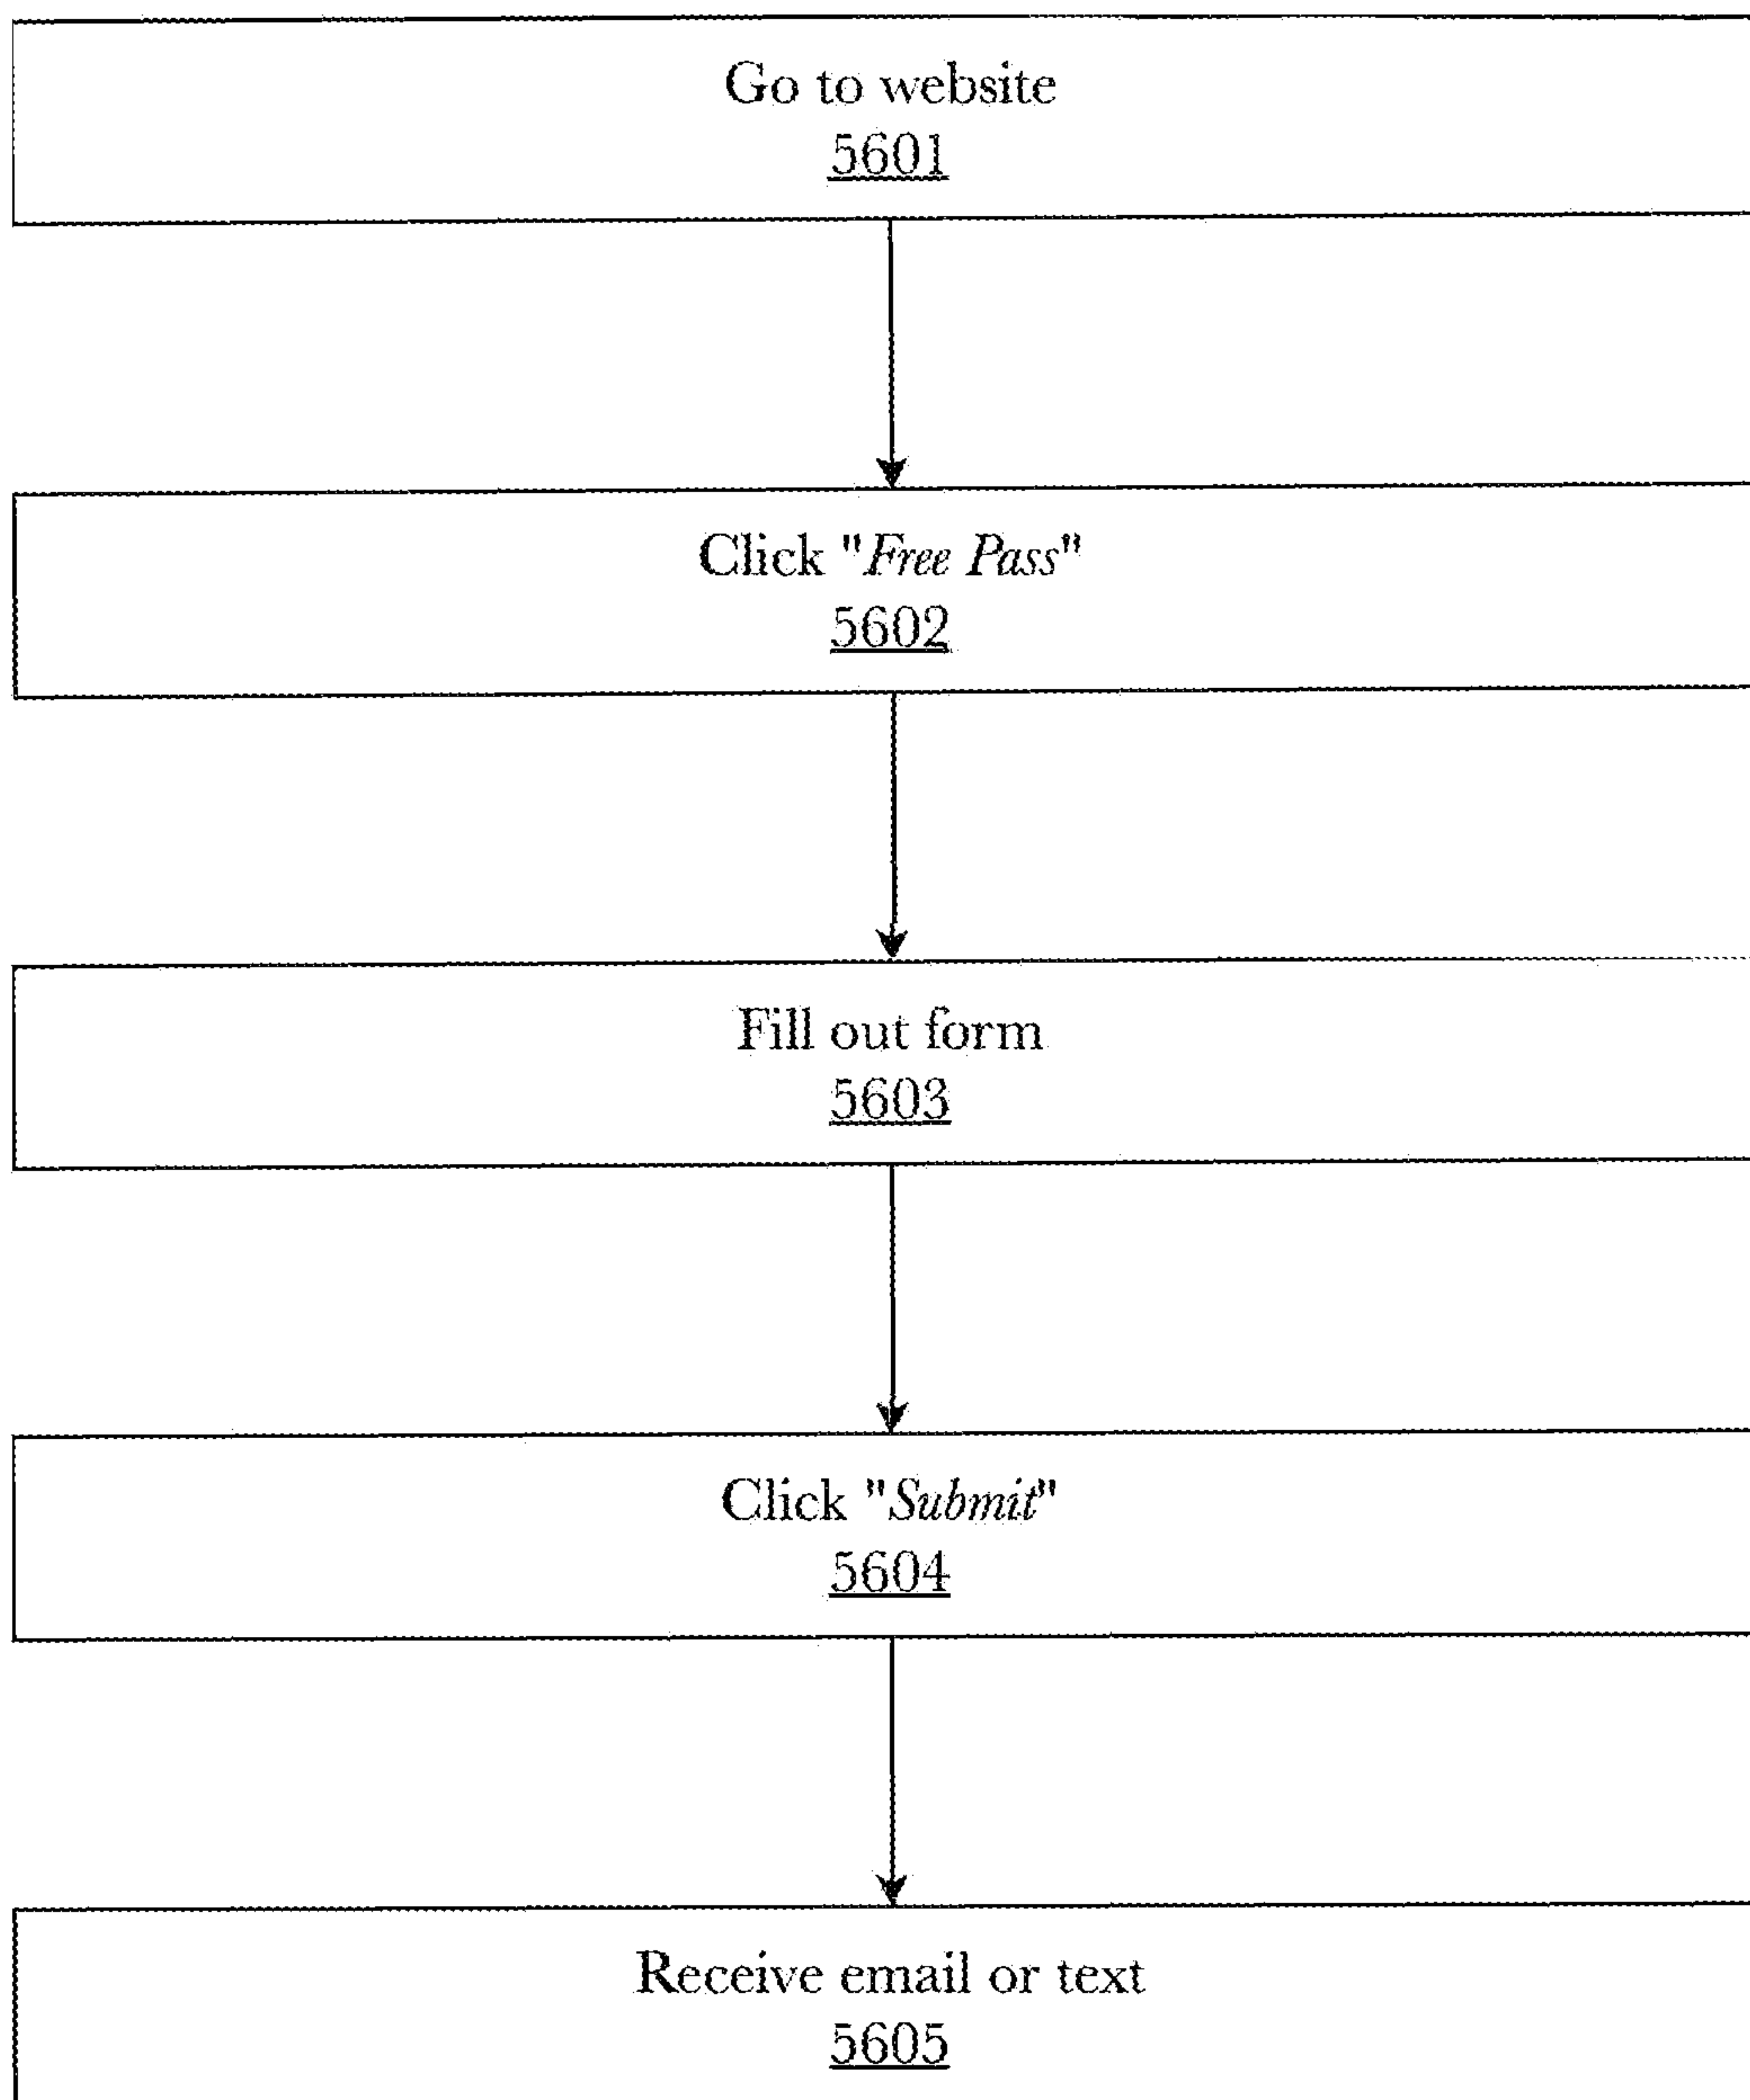 Go to website
5601
Click "Free Pass"
5602
Fill out form
5603
Click "Submit"
5604
Receive email or text
5605